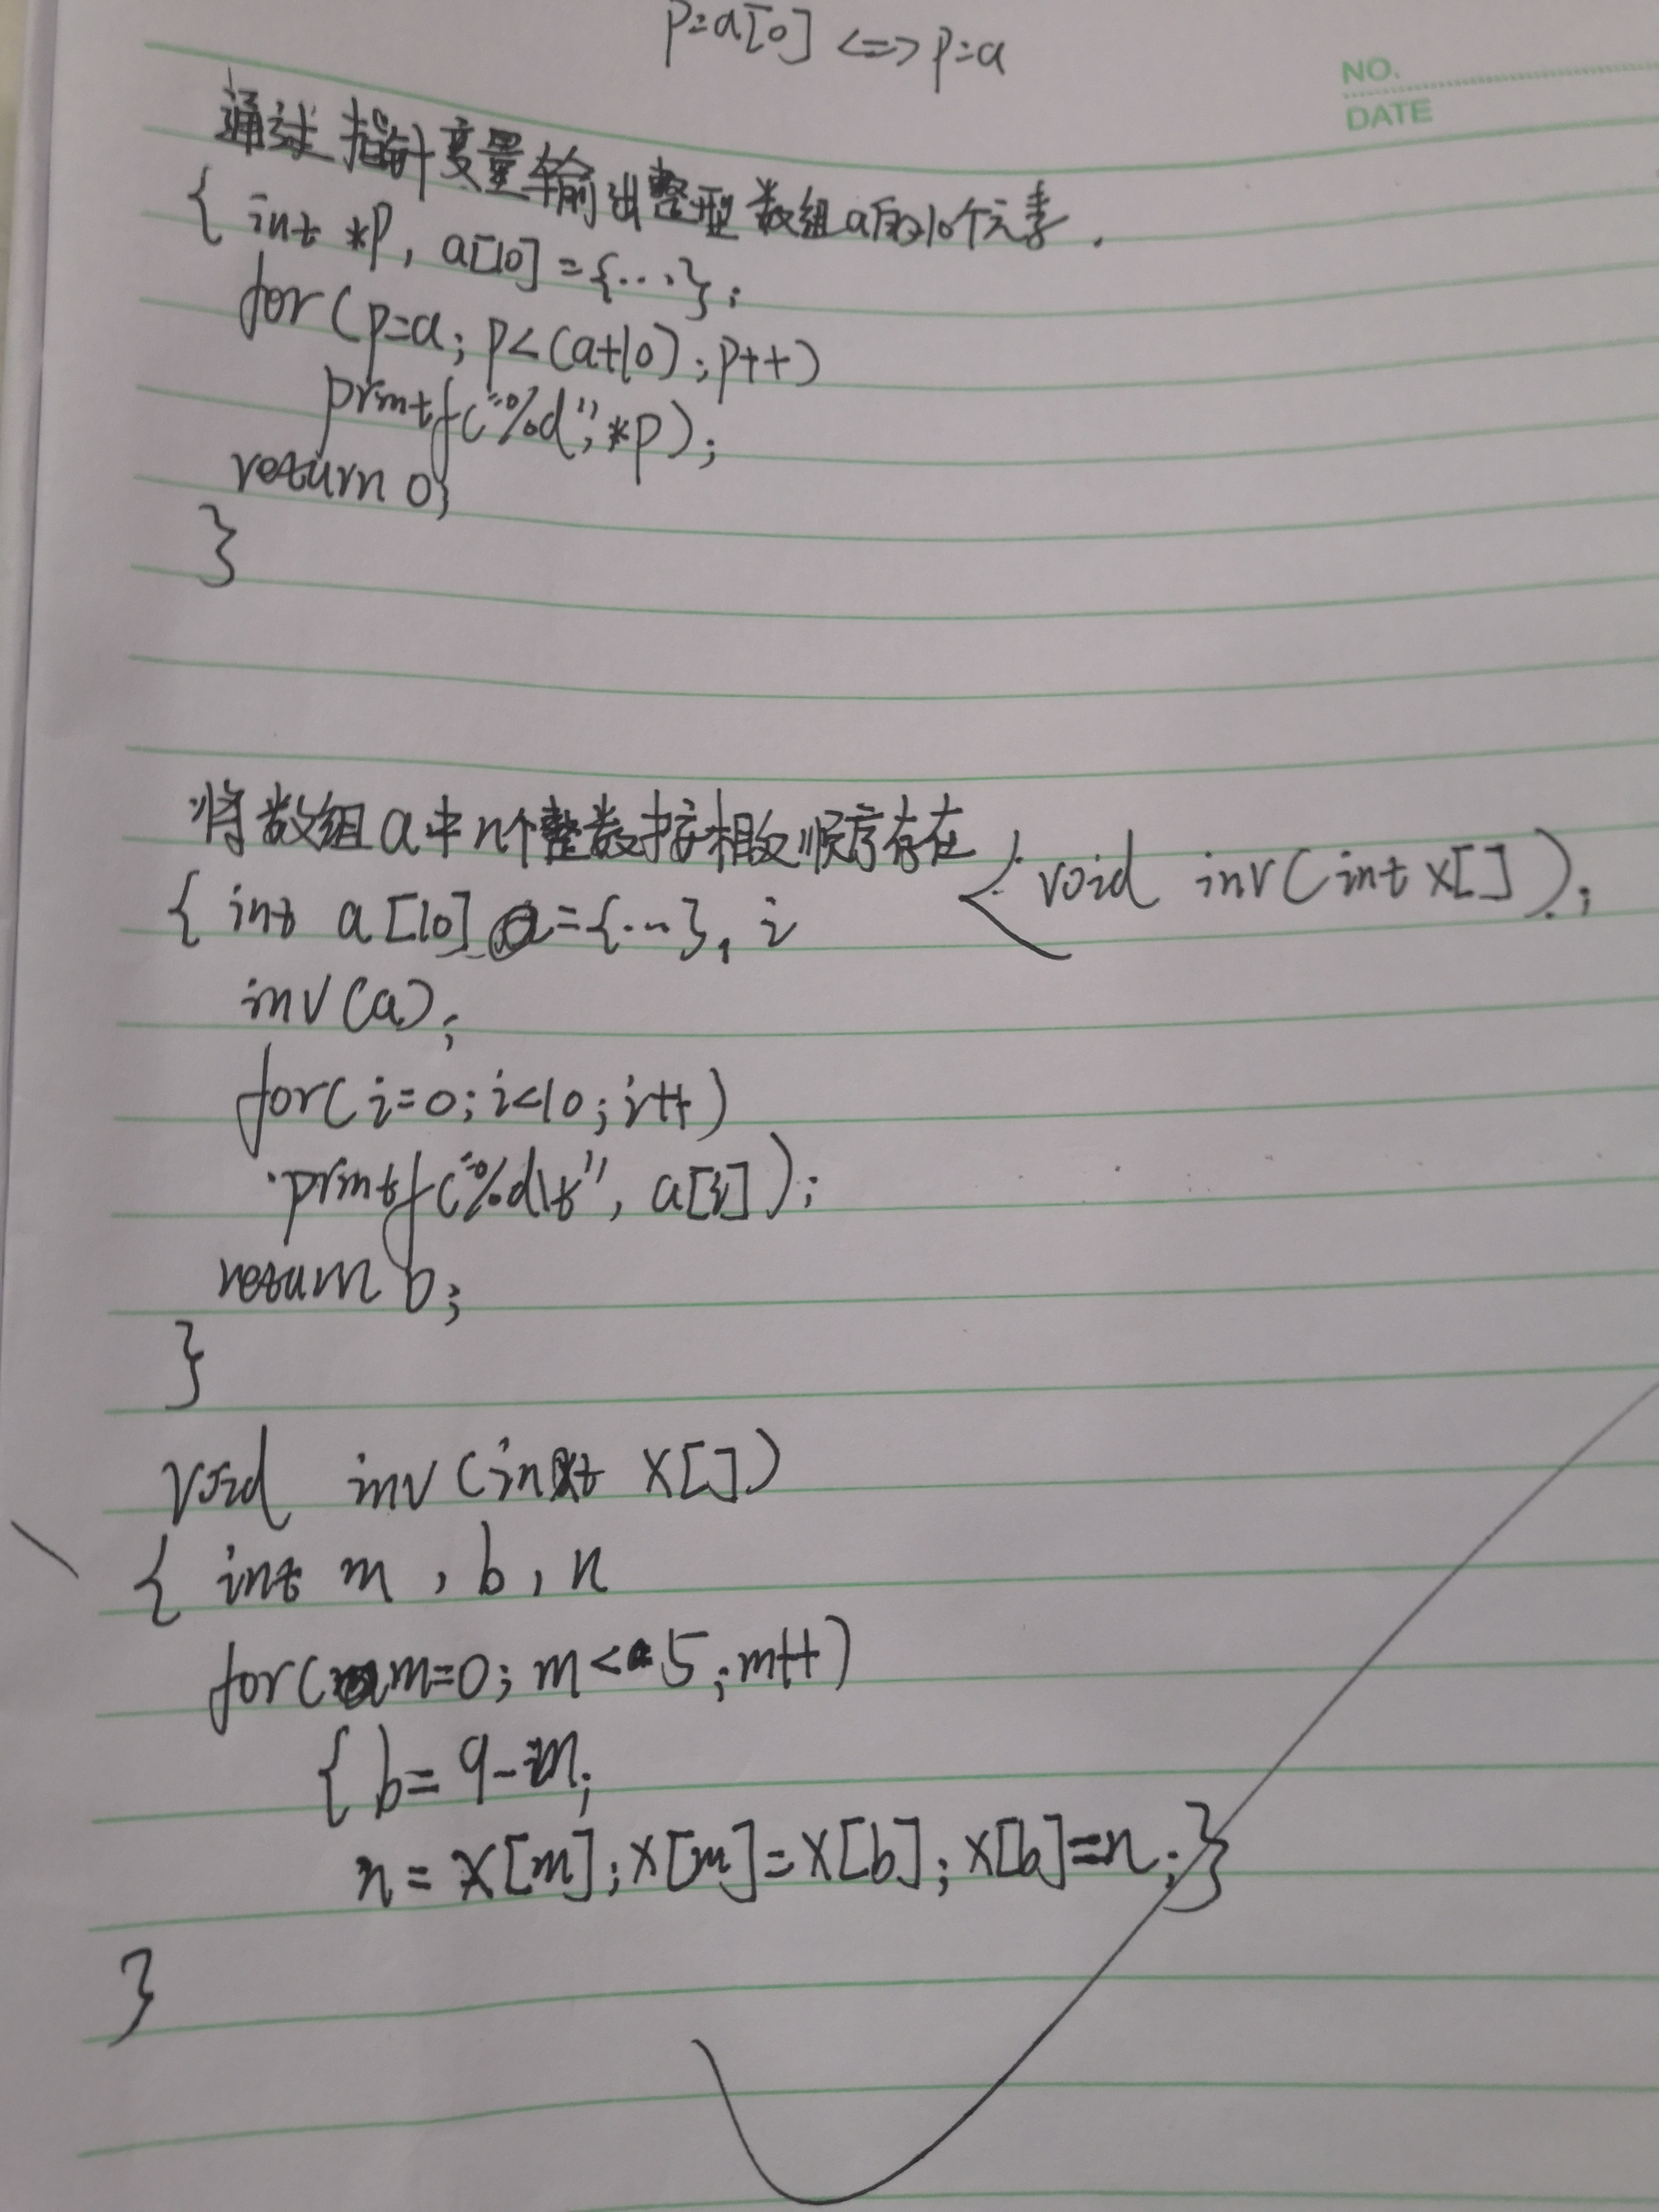 p=a[0] <=> p=a
NO.
DATE
通过指针变量输出整型数组a的10个元素.
{ int *p, a[10]={...};
for(p=a; p<(a+10);p++)
printf("%d",*p);
return 0;
}
将数组a中n个整数按相反顺序存在
void inv(int x[]);
{ int a[10]={...}, i
inv(a);
for(i=0;i<10;i++)
printf("%d\t", a[i]);
return 0;
}
void inv(int x[])
{ int m, b, n
for(m=0; m<5;m++)
{ b=9-m;
n=x[m];x[m]=x[b];x[b]=n;}
}